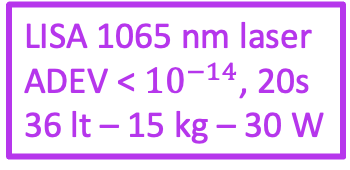 LISA 1065 nm laser
ADEV < 10⁻¹⁴, 20s
36 lt – 15 kg – 30 W